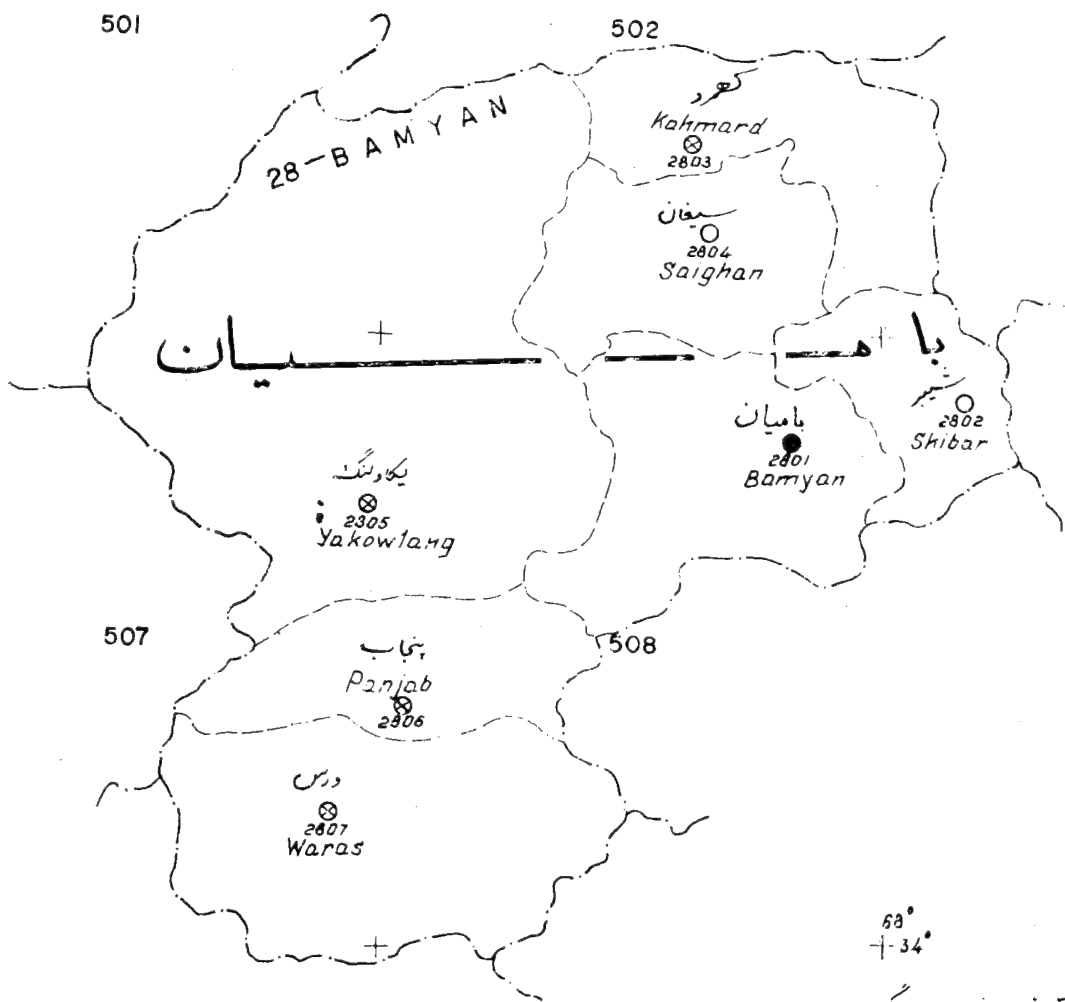 501
502
28-BAMYAN
کهمرد
Kahmard
2803
سیغان
2804
Saighan
بامیان
شیبر
2802
Shibar
بامیان
2801
Bamyan
یکاولنگ
2305
Yakowlang
507
508
پنجاب
Panjab
2806
ورس
2807
Waras
68°
34°